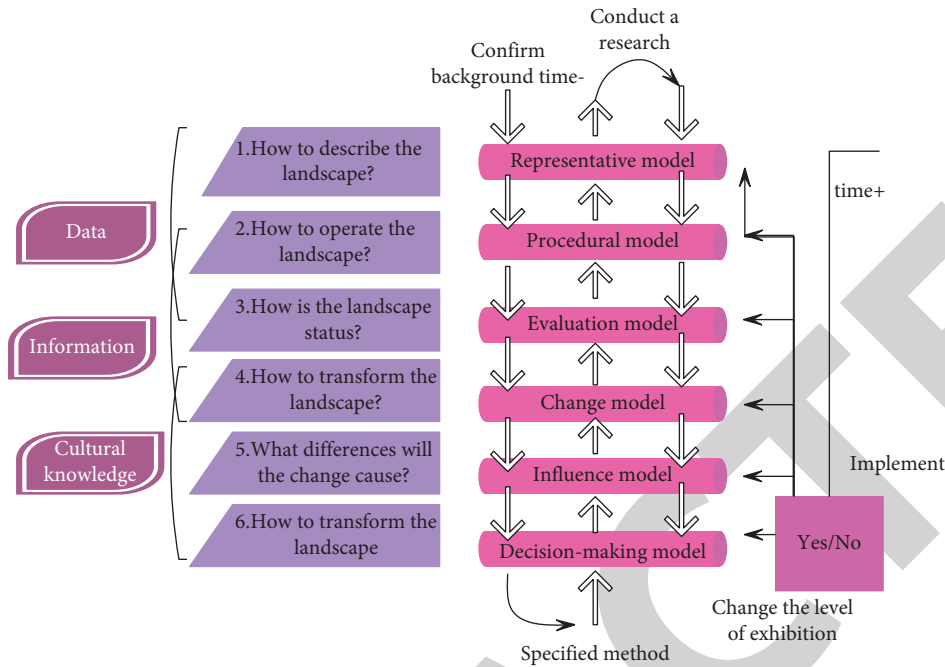 Conduct a
research
Confirm
background time-
1.How to describe the
landscape?
Representative model
time+
Data
2.How to operate the
landscape?
Procedural model
3.How is the landscape
status?
Evaluation model
Information
4.How to transform the
landscape?
Change model
Cultural
knowledge
5.What differences will
the change cause?
Influence model
Implement
6.How to transform the
landscape
Decision-making model
Yes/No
Change the level
of exhibition
Specified method